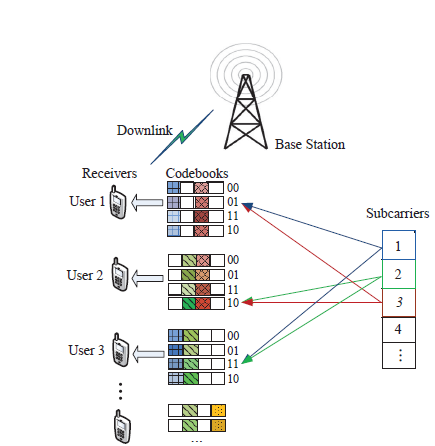 Downlink
Base Station
Receivers Codebooks
User 1
00
01
11
10
User 2
00
01
11
10
User 3
00
01
11
10
⋮
...
Subcarriers
1
2
3
4
⋮